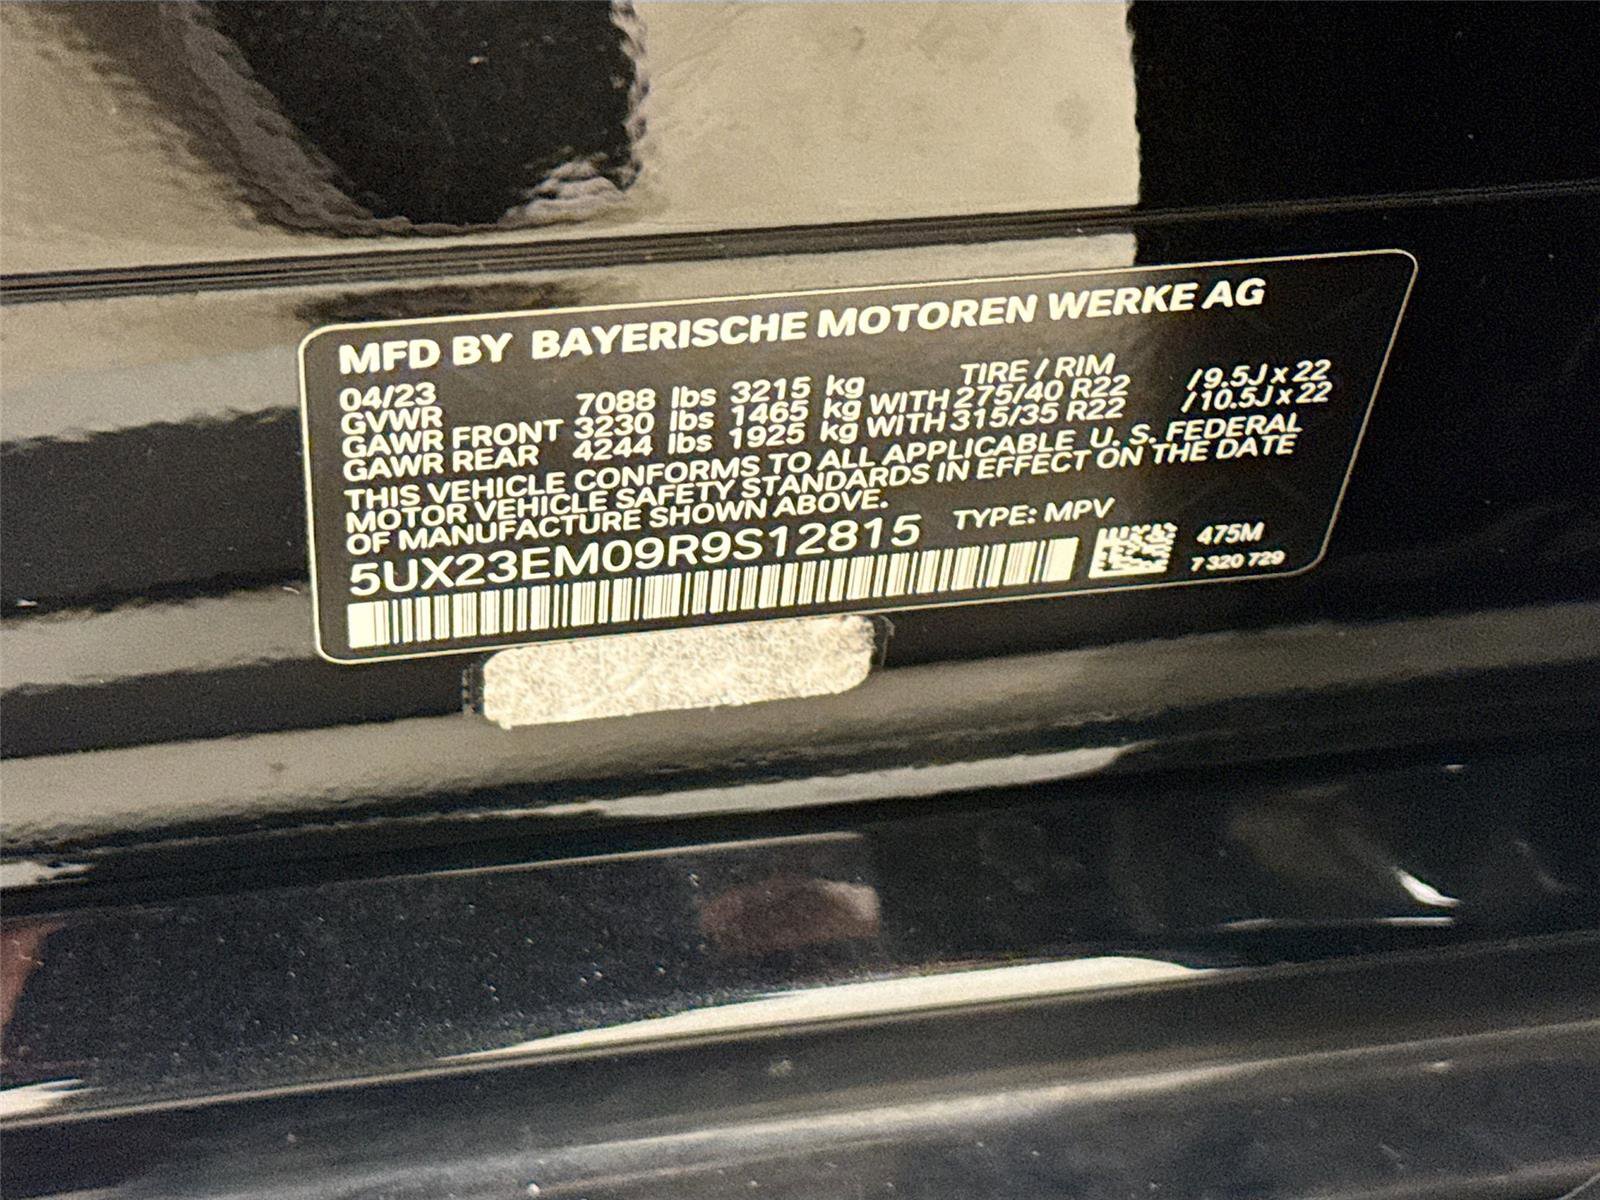 MFD BY BAYERISCHE MOTOREN WERKE AG
04/23 TIRE / RIM
GVWR 7088 lbs 3215 kg
GAWR FRONT 3230 lbs 1465 kg WITH 275/40 R22 /9.5J x 22
GAWR REAR 4244 lbs 1925 kg WITH 315/35 R22 /10.5J x 22
THIS VEHICLE CONFORMS TO ALL APPLICABLE U. S. FEDERAL
MOTOR VEHICLE SAFETY STANDARDS IN EFFECT ON THE DATE
OF MANUFACTURE SHOWN ABOVE.
5UX23EM09R9S12815 TYPE: MPV
475M
7 320 729